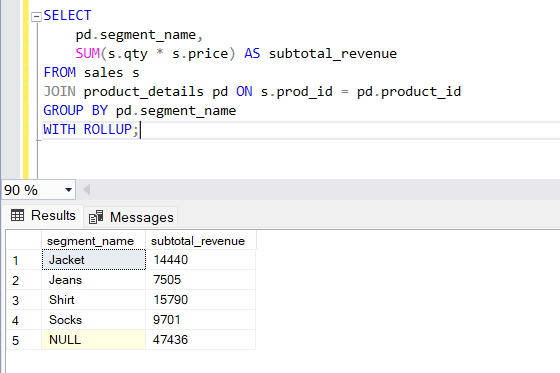 SELECT
pd.segment_name,
SUM(s.qty * s.price) AS subtotal_revenue
FROM sales s
JOIN product_details pd ON s.prod_id = pd.product_id
GROUP BY pd.segment_name
WITH ROLLUP;
90 %
Results Messages
segment_name subtotal_revenue
1 Jacket 14440
2 Jeans 7505
3 Shirt 15790
4 Socks 9701
5 NULL 47436